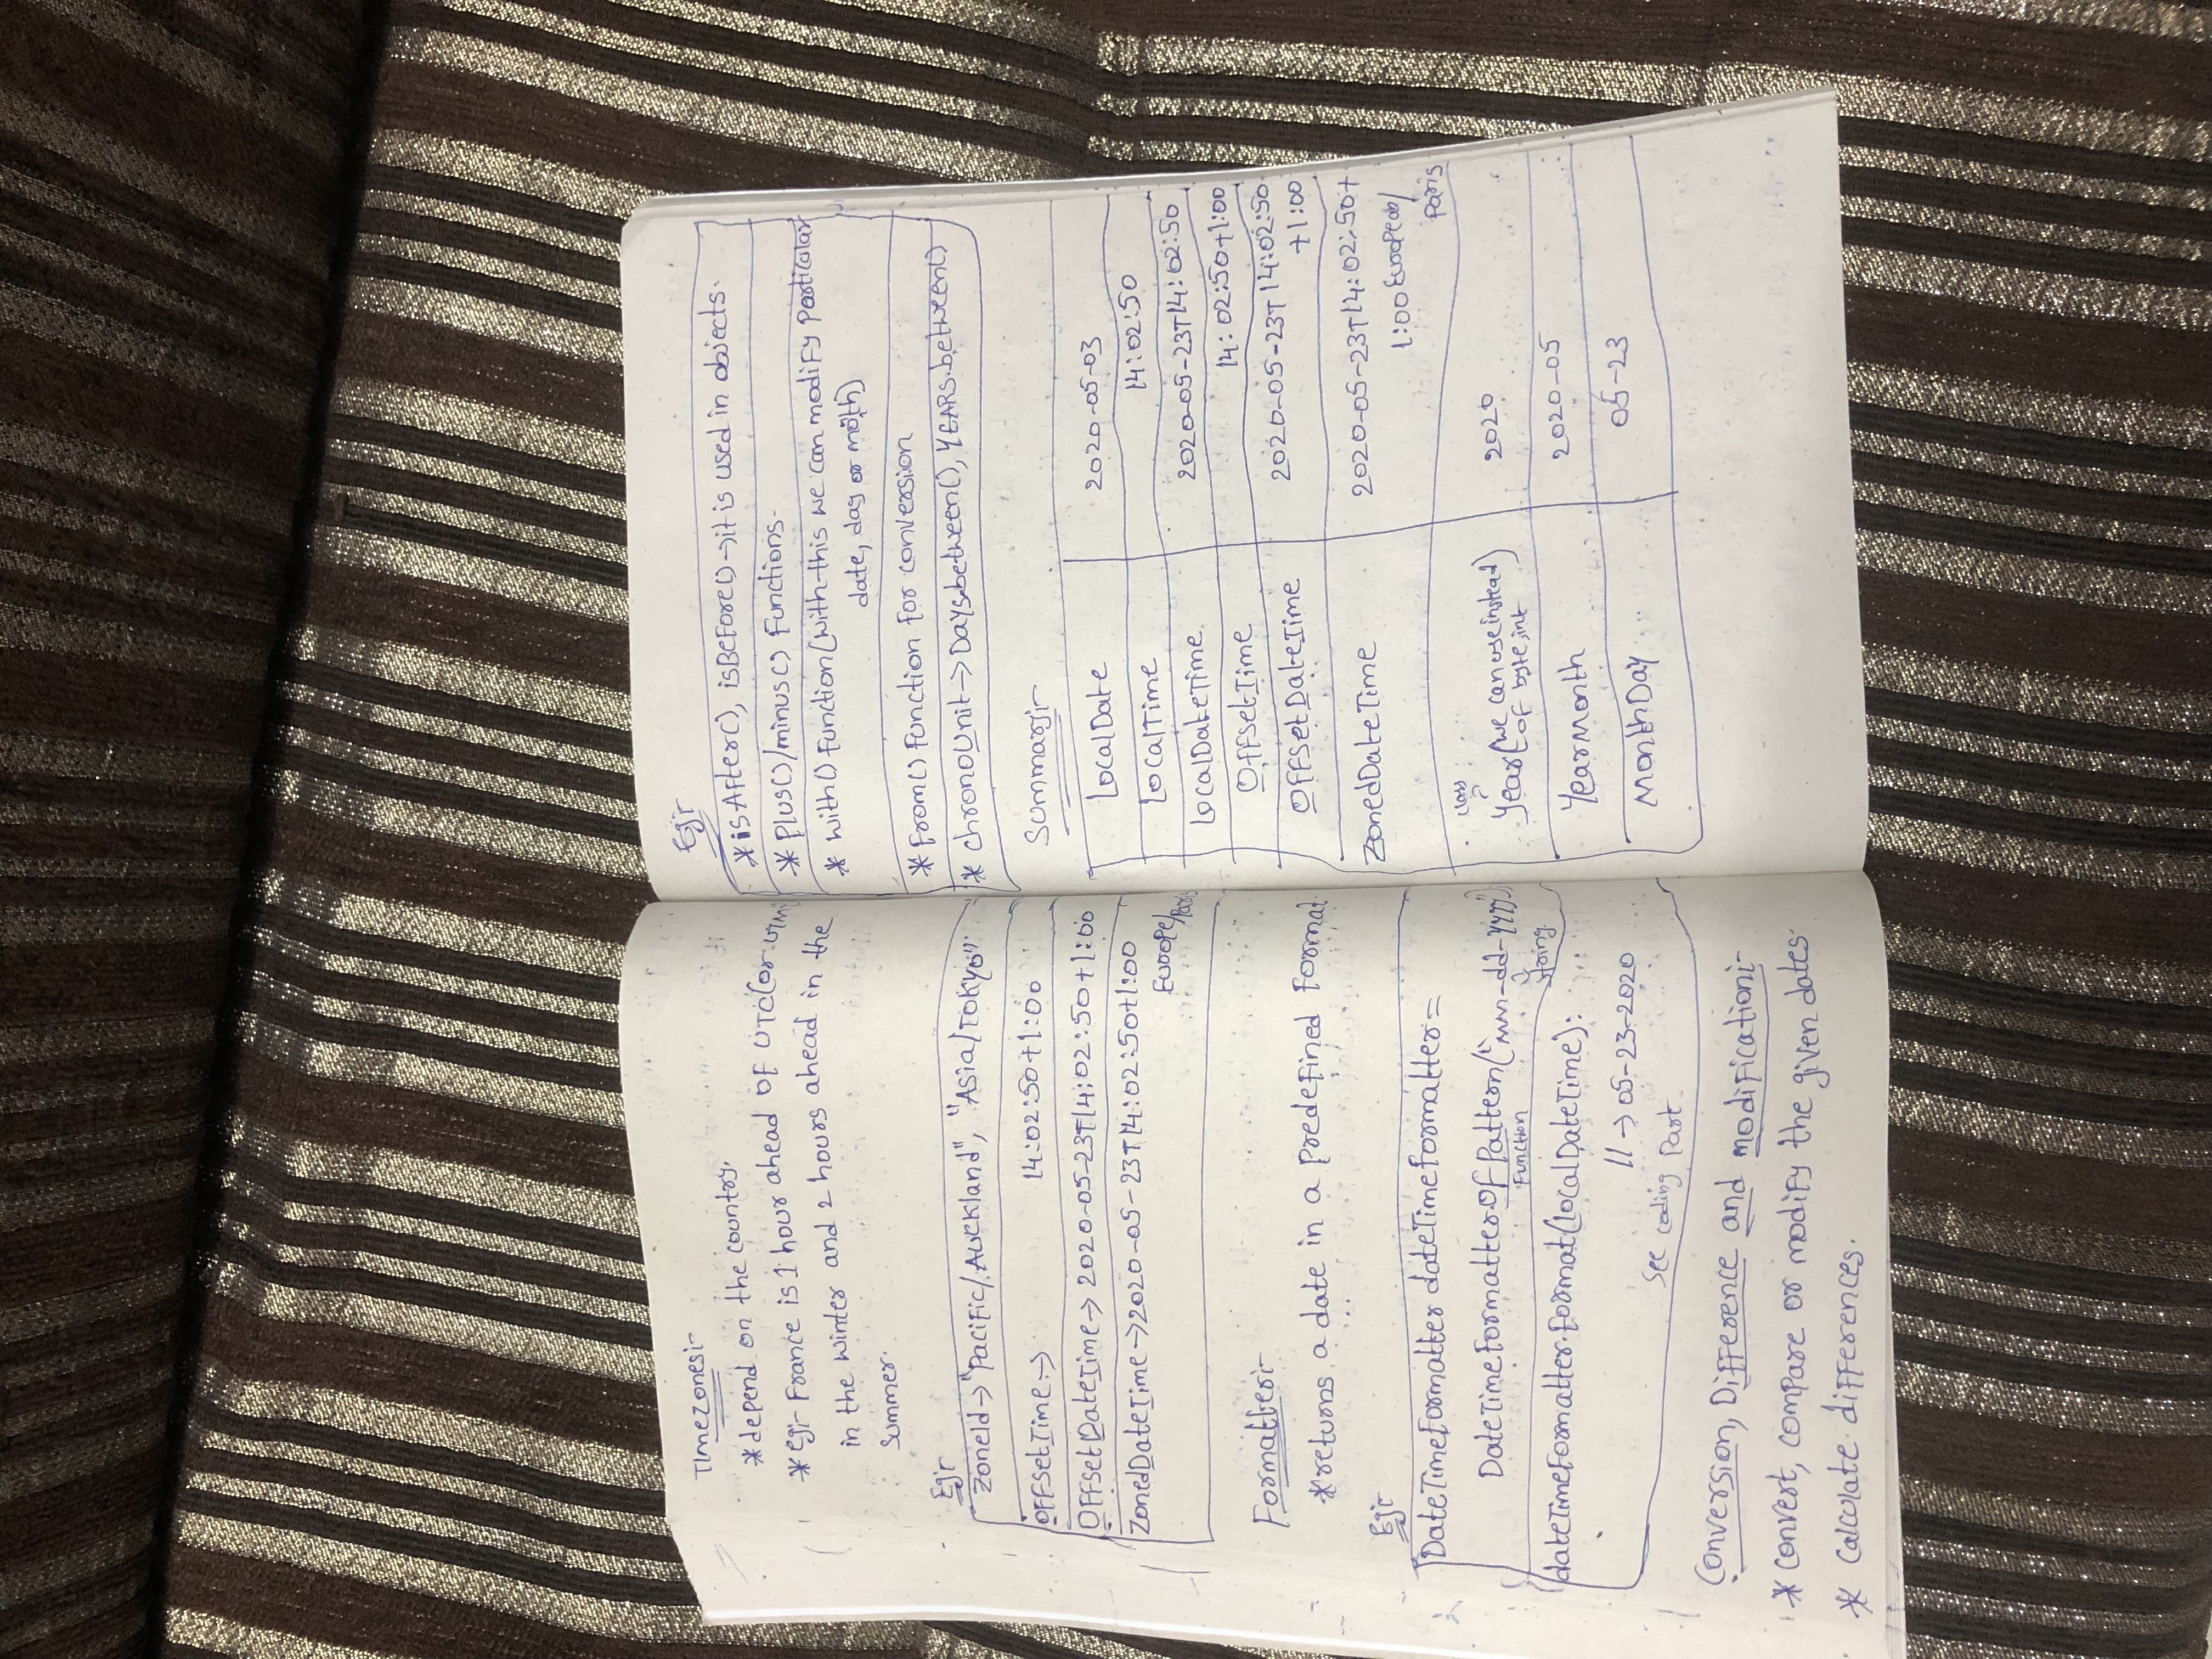 Timezones:-
* depend on the country.
* Eg:- France is 1 hour ahead of UTC(or
in the winter and 2 hours ahead in the
Summer.
Eg:-
ZoneId → "Pacific/Auckland", "Asia/Tokyo"
OffsetTime → 14:02:50+1:00
OffsetDateTime → 2020-05-23T14:02:50+1:00
ZonedDateTime → 2020-05-23T14:02:50+1:00
Europe/Paris
Formatter:-
* returns a date in a predefined format.
Eg:-
DateTimeFormatter dateTimeFormatter =
DateTimeFormatter.ofPattern("MM-dd-yyyy")
Function
String
dateTimeFormatter.format(localDateTime);
// → 05-23-2020
See coding part
Conversion, Difference and modification:-
* convert, compare or modify the given dates.
* calculate differences.
Eg:-
* isAfter(), isBefore() → it is used in objects.
* plus()/minus() functions.
* with() function (with this we can modify particular
date, day or moth)
* from() function for conversion
* chronoUnit → Days.between(), YEARS.between()
Summary:-
LocalDate 2020-05-03
LocalTime 14:02:50
LocalDateTime 2020-05-23T14:02:50
OffsetTime 14:02:50+1:00
OffsetDateTime 2020-05-23T14:02:50
+1:00
ZonedDateTime 2020-05-23T14:02:50+
1:00 European/
Paris
class
Year (we can use instead 2020
of byte,int)
YearMonth 2020-05
MonthDay 05-23